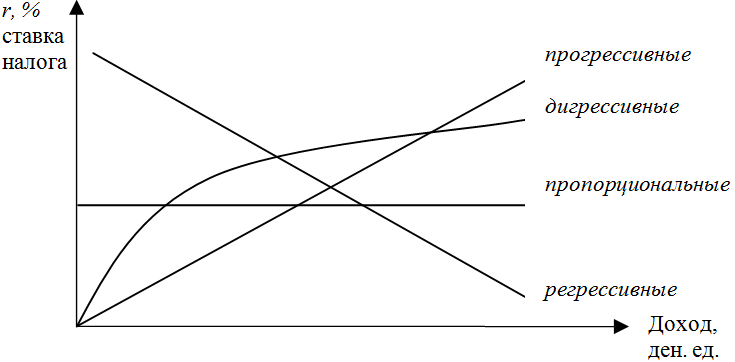 r, %
ставка
налога
прогрессивные
дигрессивные
пропорциональные
регрессивные
Доход,
ден. ед.